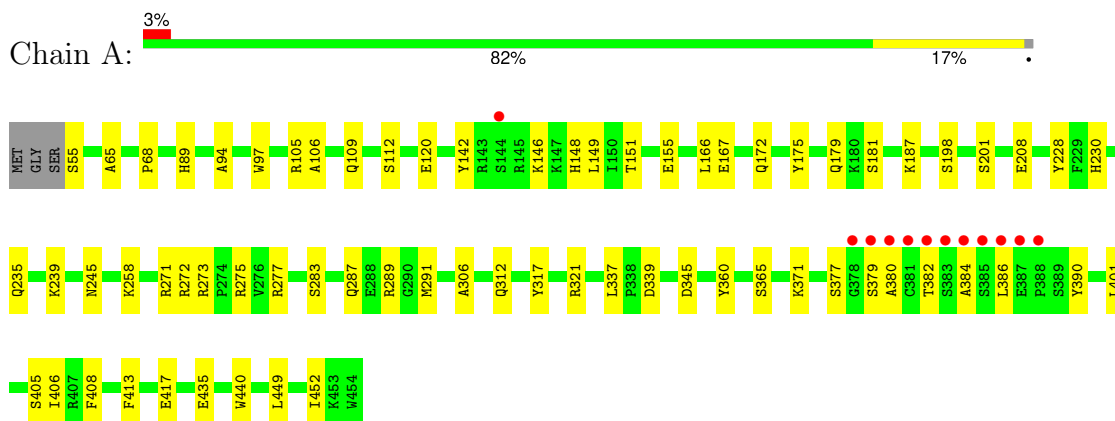 3%
Chain A:
82% 17% •
MET GLY SER S55 A65 P68 H89 A94 W97 R105 A106 Q109 S112 E120 Y142 R143 S144 R145 K146 K147 H148 L149 I150 T151 E155 L166 E167 Q172 Y175 Q179 K180 S181 K187 S198 S201 E208 Y228 F229 H230
Q235 K239 N245 K258 R271 R272 R273 P274 R275 V276 R277 S283 Q287 E288 R289 G290 M291 A306 Q312 Y317 R321 L337 P338 D339 D345 Y360 S365 K371 S377 G378 S379 A380 C381 T382 S383 A384 S385 L386 E387 P388 S389 Y390
S405 I406 R407 F408 F413 E417 E435 W440 L449 I452 K453 W454